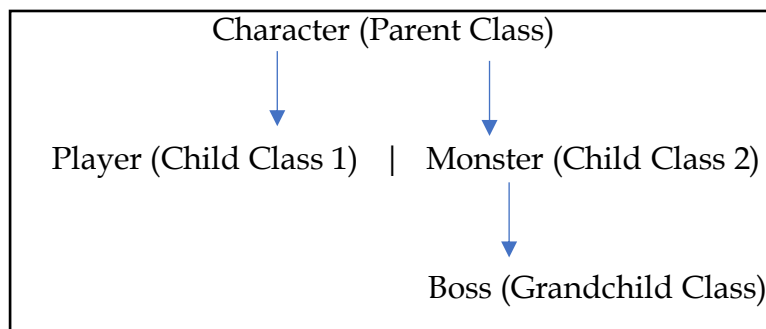 Character (Parent Class)
Player (Child Class 1) | Monster (Child Class 2)
Boss (Grandchild Class)